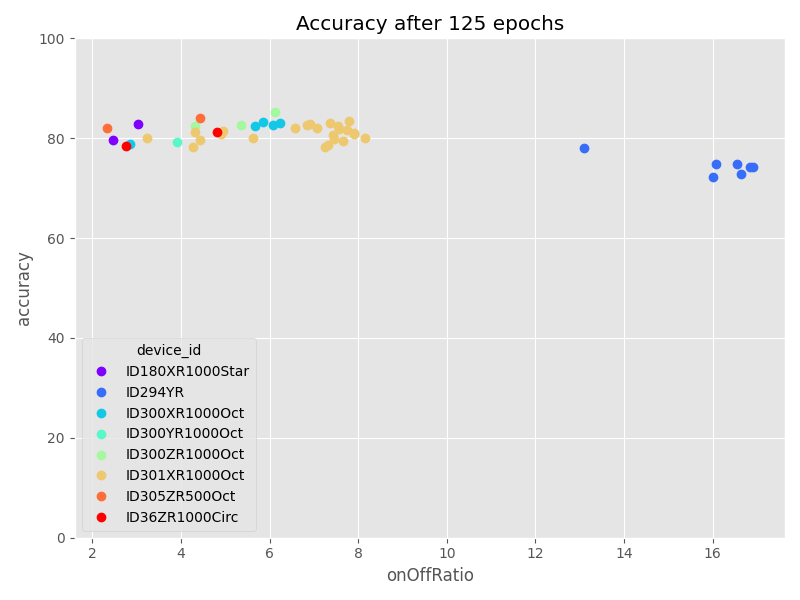 Accuracy after 125 epochs
100
80
60
40
20
0
accuracy
device_id
ID180XR1000Star
ID294YR
ID300XR1000Oct
ID300YR1000Oct
ID300ZR1000Oct
ID301XR1000Oct
ID305ZR500Oct
ID36ZR1000Circ
2 4 6 8 10 12 14 16
onOffRatio